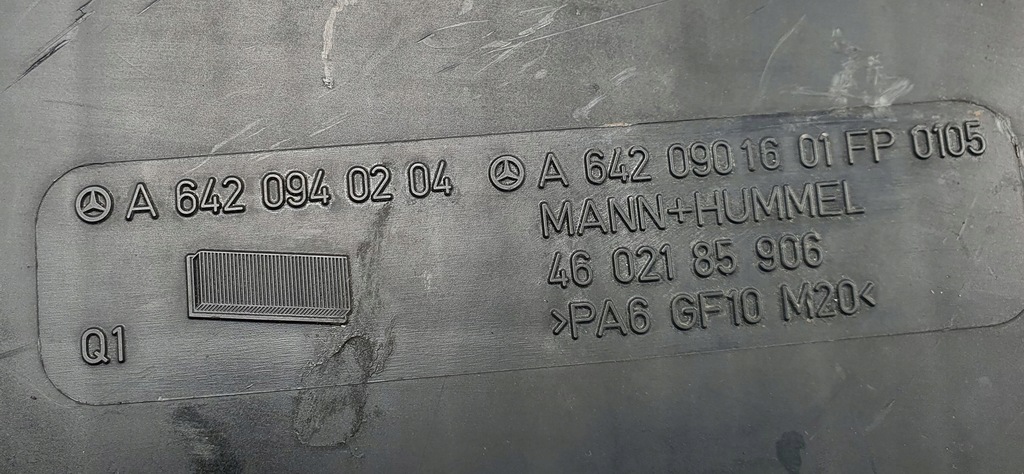 A 642 094 02 04
A 642 090 16 01 FP 0105
MANN+HUMMEL
46 021 85 906
>PA6 GF10 M20<
Q1